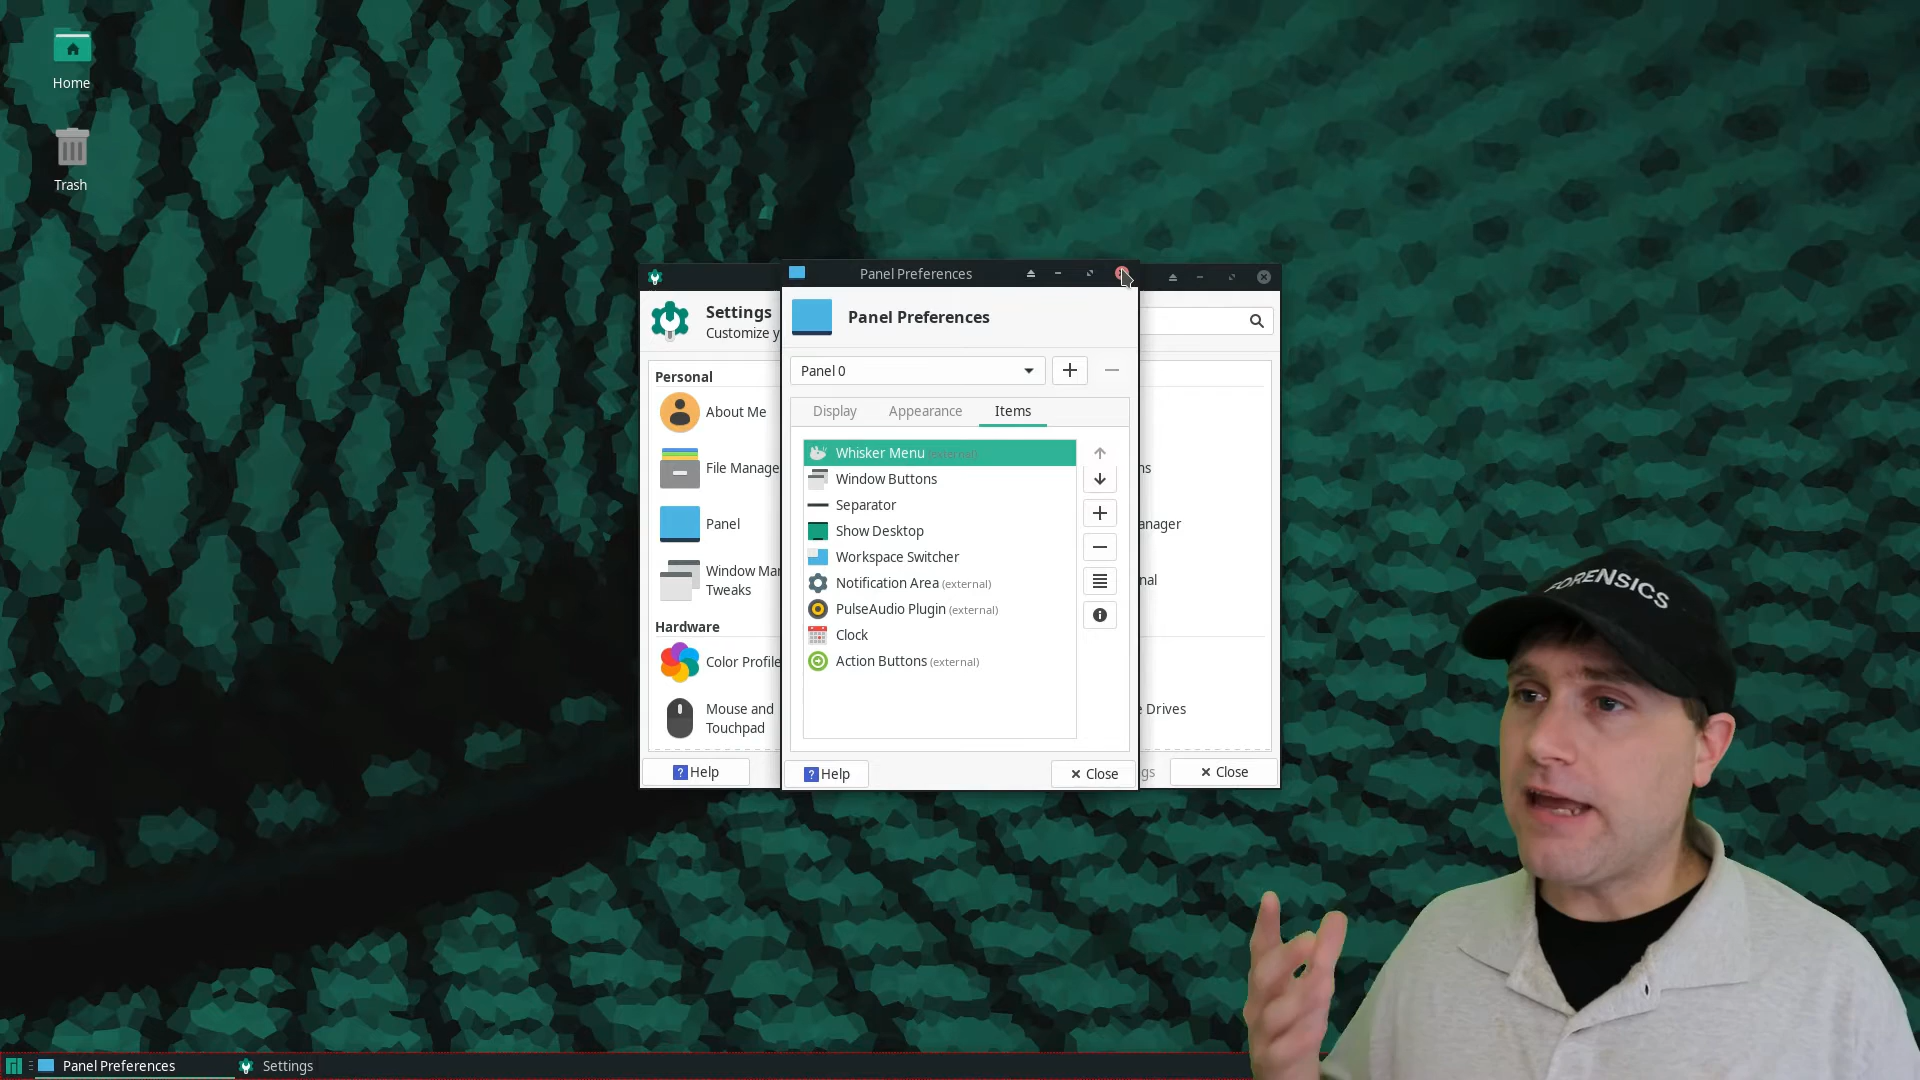 Home
Trash
Panel Preferences
Settings
Customize y
Panel Preferences
Panel 0
Display
Appearance
Items
Personal
About Me
File Manage
Panel
Window Man
Tweaks
Hardware
Color Profile
Mouse and
Touchpad
Whisker Menu (external)
Window Buttons
Separator
Show Desktop
Workspace Switcher
Notification Area (external)
PulseAudio Plugin (external)
Clock
Action Buttons (external)
ns
anager
nal
e Drives
Help
Help
Close
gs
Close
FORENSICS
Panel Preferences
Settings